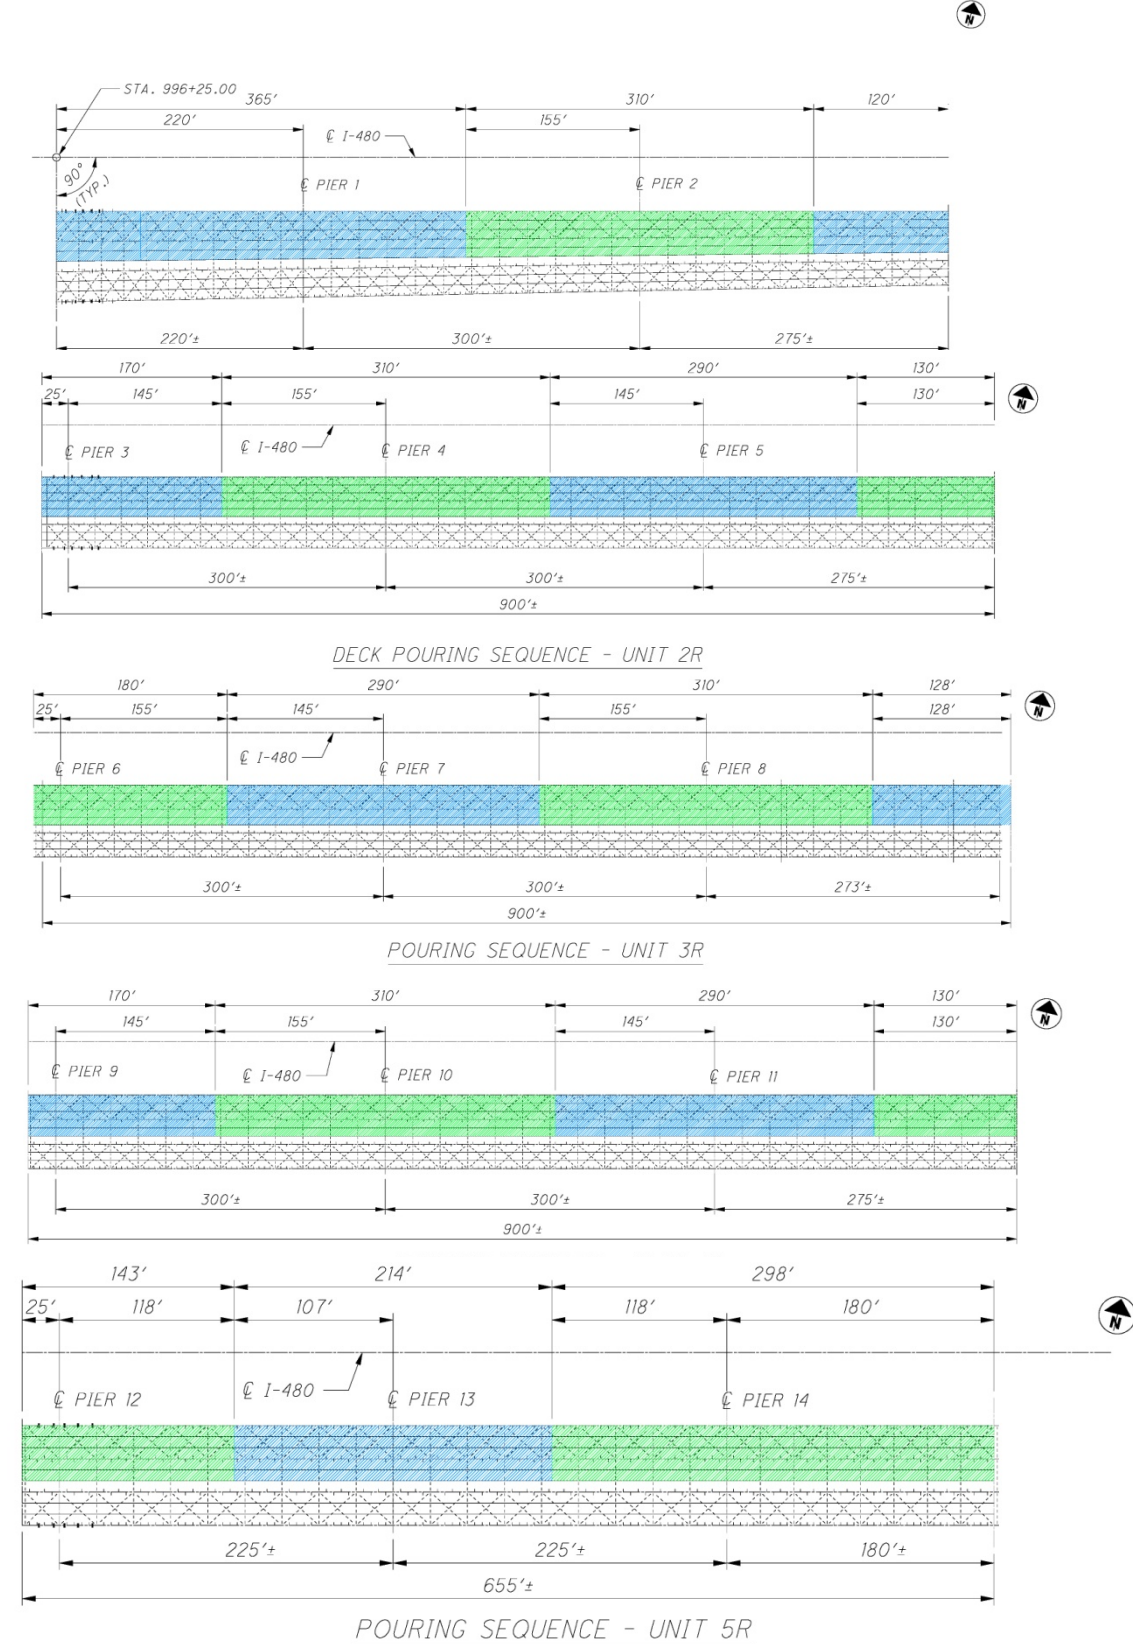 N
STA. 996+25.00
365' 310' 120'
220' 155'
℄ I-480
90°
(TYP.)
℄ PIER 1 ℄ PIER 2
220'± 300'± 275'±
170' 310' 290' 130'
25' 145' 155' 145' 130'
N
℄ PIER 3 ℄ I-480 ℄ PIER 4 ℄ PIER 5
300'± 300'± 275'±
900'±
DECK POURING SEQUENCE - UNIT 2R
180' 290' 310' 128'
25' 155' 145' 155' 128'
N
℄ I-480
℄ PIER 6 ℄ PIER 7 ℄ PIER 8
300'± 300'± 273'±
900'±
POURING SEQUENCE - UNIT 3R
170' 310' 290' 130'
145' 155' 145' 130'
N
℄ PIER 9 ℄ I-480 ℄ PIER 10 ℄ PIER 11
300'± 300'± 275'±
900'±
143' 214' 298'
25' 118' 107' 118' 180'
N
℄ I-480
℄ PIER 12 ℄ PIER 13 ℄ PIER 14
225'± 225'± 180'±
655'±
POURING SEQUENCE - UNIT 5R